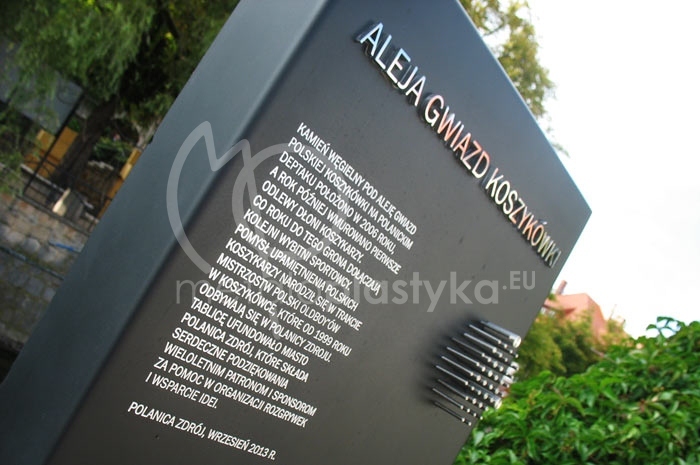 ALEJA GWIAZD KOSZYKÓWKI
KAMIEŃ WĘGIELNY POD ALEJĘ GWIAZD
POLSKIEJ KOSZYKÓWKI NA POLANICKIM
DEPTAKU POŁOŻONO W 2006 ROKU,
A ROK PÓŹNIEJ WMUROWANO PIERWSZE
ODLEWY DŁONI KOSZYKARZY.
CO ROKU DO TEGO GRONA DOŁĄCZAJĄ
KOLEJNI WYBITNI SPORTOWCY.
POMYSŁ UPAMIĘTNIENIA POLSKICH
KOSZYKARZY NARODZIŁ SIĘ W TRAKCIE
MISTRZOSTW POLSKI OLDBOY'ÓW
W KOSZYKÓWCE, KTÓRE OD 1999 ROKU
ODBYWAJĄ SIĘ W POLANICY ZDROJU.
TABLICĘ UFUNDOWAŁO MIASTO
POLANICA ZDRÓJ, KTÓRE SKŁADA
SERDECZNE PODZIĘKOWANIA
WIELOLETNIM PATRONOM I SPONSOROM
ZA POMOC W ORGANIZACJI ROZGRYWEK
I WSPARCIE IDEI.
POLANICA ZDRÓJ, WRZESIEŃ 2013 R.
.EU